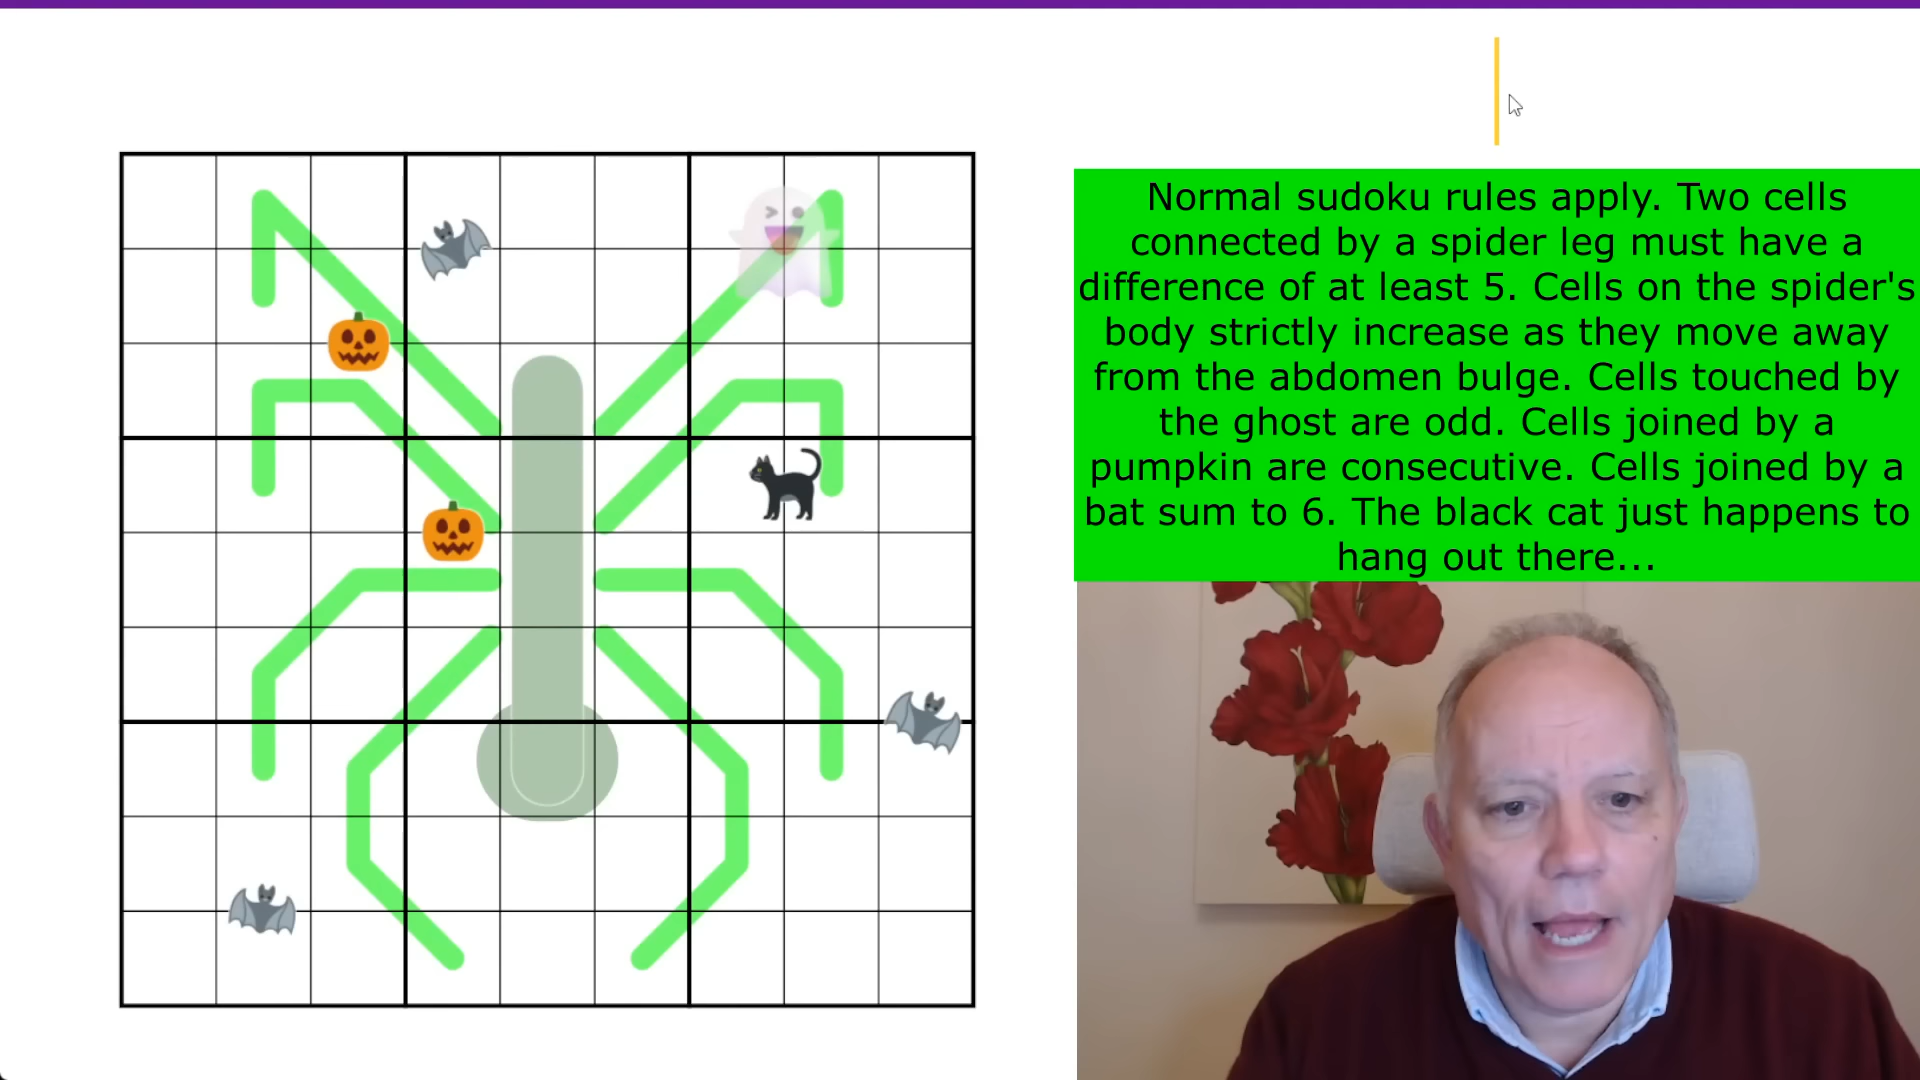 Normal sudoku rules apply. Two cells
connected by a spider leg must have a
difference of at least 5. Cells on the spider's
body strictly increase as they move away
from the abdomen bulge. Cells touched by
the ghost are odd. Cells joined by a
pumpkin are consecutive. Cells joined by a
bat sum to 6. The black cat just happens to
hang out there...